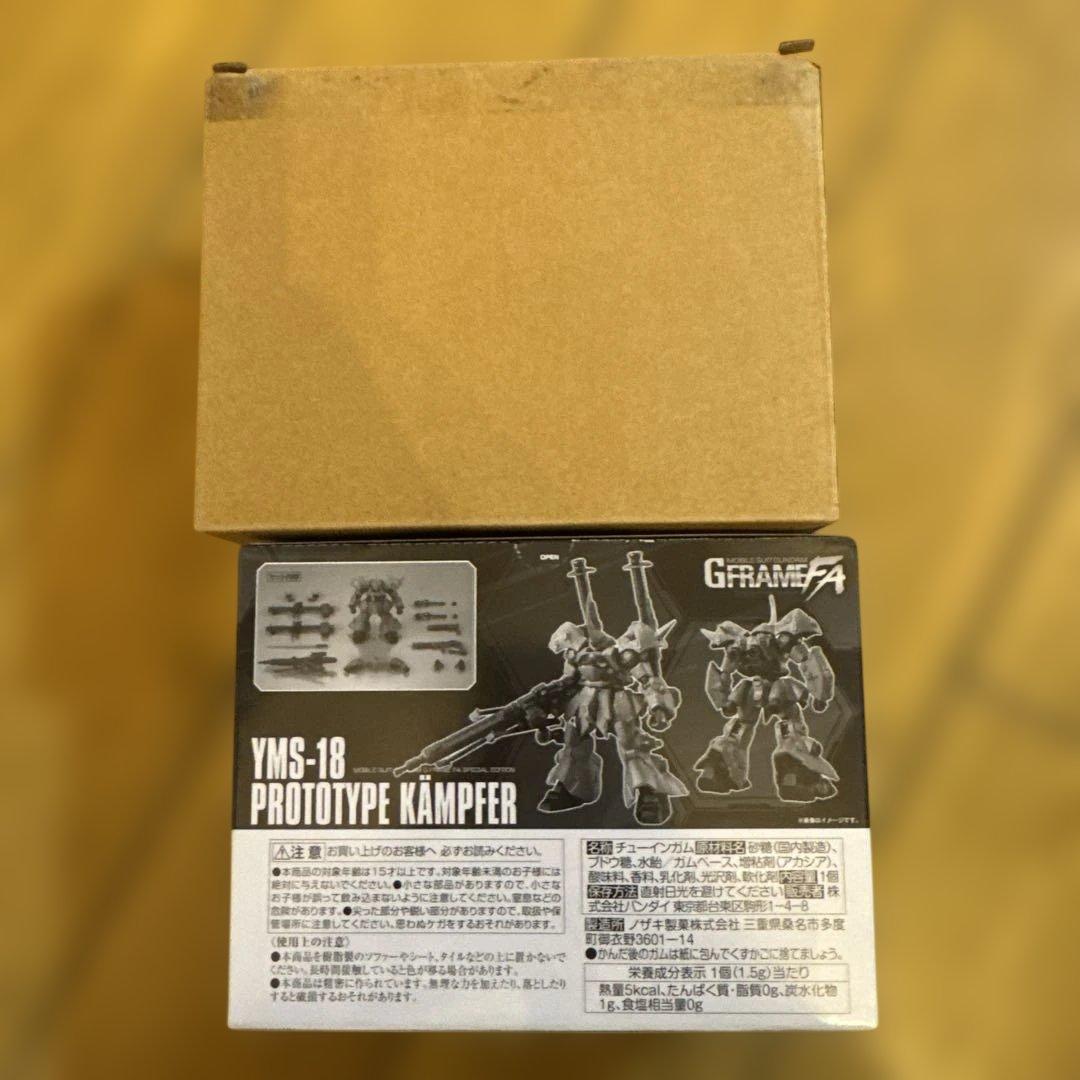 OPEN
MOBILE SUIT GUNDAM
GFRAMEFA
YMS-18
PROTOTYPE KÄMPFER
※画像はイメージです。
⚠注意 お買い上げのお客様へ 必ずお読みください。
●本商品の対象年齢は15才以上です。対象年齢未満のお子様には
絶対に与えないでください。●小さな部品がありますので、小さな
お子様が誤って飲み込まないように注意してください。窒息などの
危険があります。●尖った部分や鋭い部分がありますので、取扱や保
管場所に注意してください。思わぬケガをするおそれがあります。
〈使用上の注意〉
●本商品を樹脂製のソファーやシート、タイルなどの上に置かないで
ください。長時間接触していると色が移る場合があります。
●本商品は精密に作られています。無理な力を加えたり、落としたり
すると破損するおそれがあります。
名称 チューインガム 原材料名 砂糖(国内製造)、
ブドウ糖、水飴／ガムベース、増粘剤(アカシア)、
酸味料、香料、乳化剤、光沢剤、軟化剤 内容量 1個
保存方法 直射日光を避けてください 販売者 株
式会社バンダイ 東京都台東区駒形1-4-8
製造所 ノザキ製菓株式会社 三重県桑名市多度
町御衣野3601-14
●かんだ後のガムは紙に包んでくずかごに捨てましょう。
栄養成分表示 1個(1.5g)当たり
熱量5kcal、たんぱく質・脂質0g、炭水化物
1g、食塩相当量0g